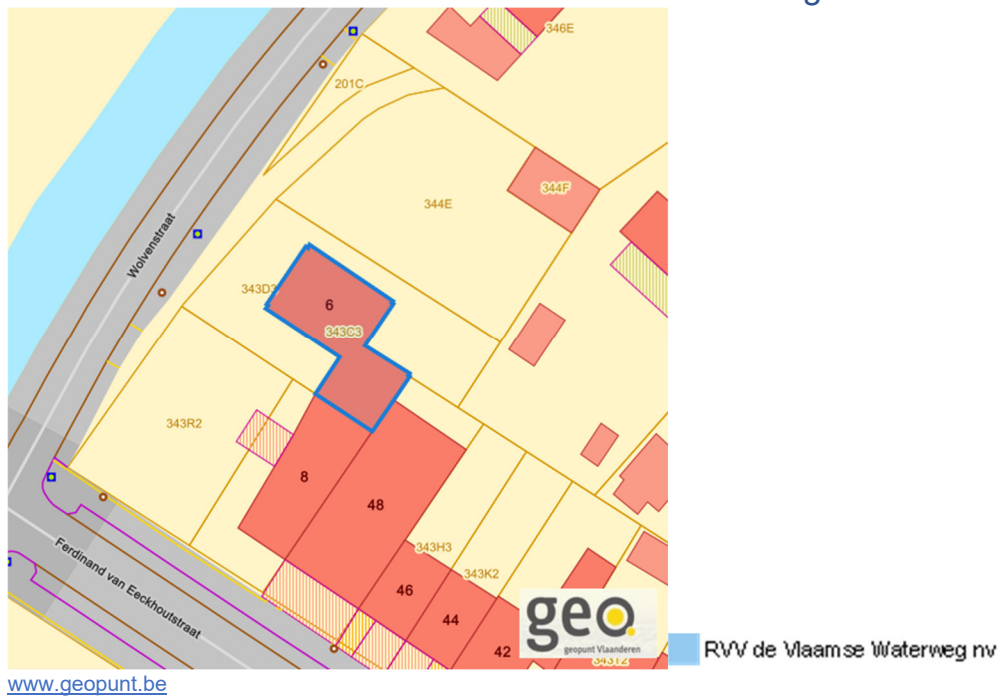 346E
201C
344F
344E
Wolvenstraat
343D3
6
343C3
343R2
8
48
343H3
343K2
Ferdinand van Eeckhoutstraat
46
44
42
geo
geopunt Vlaanderen
RVV de Vlaamse Waterweg nv
www.geopunt.be